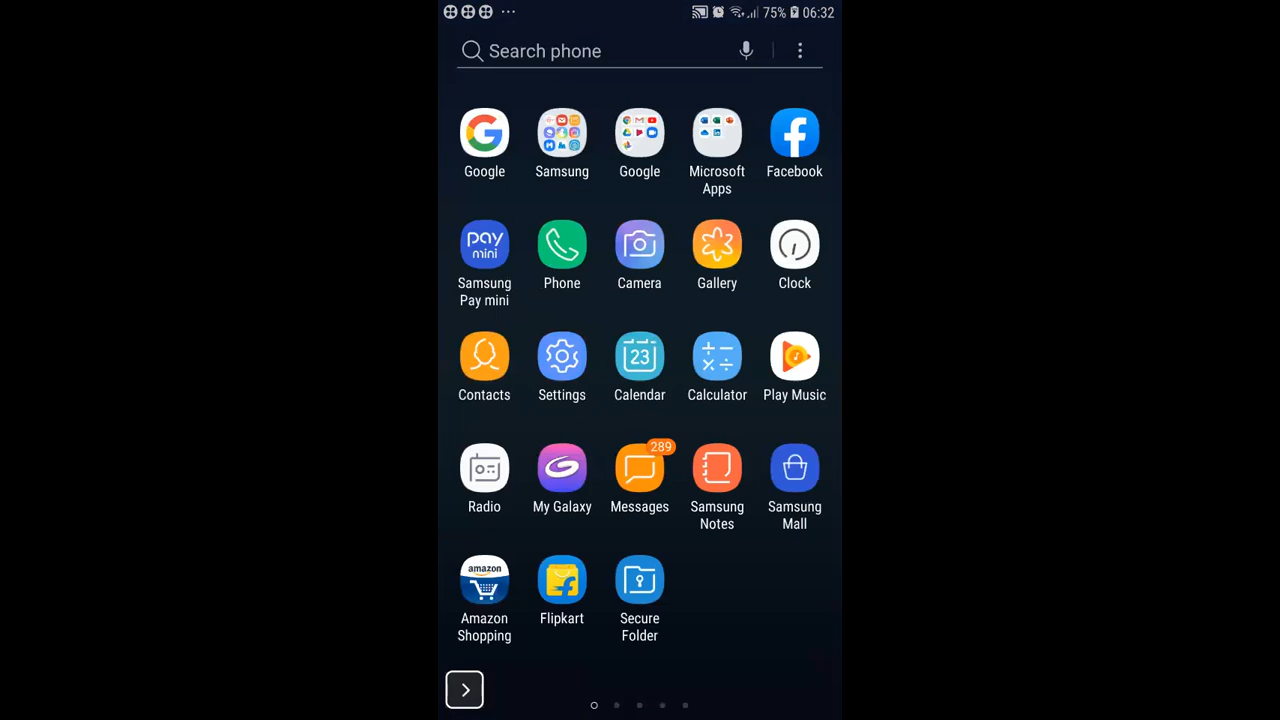 75% 06:32
Search phone
Google Samsung Google Microsoft Apps Facebook
pay mini
Samsung Pay mini Phone Camera Gallery Clock
23
Contacts Settings Calendar Calculator Play Music
289
Radio My Galaxy Messages Samsung Notes Samsung Mall
amazon
Amazon Shopping Flipkart Secure Folder